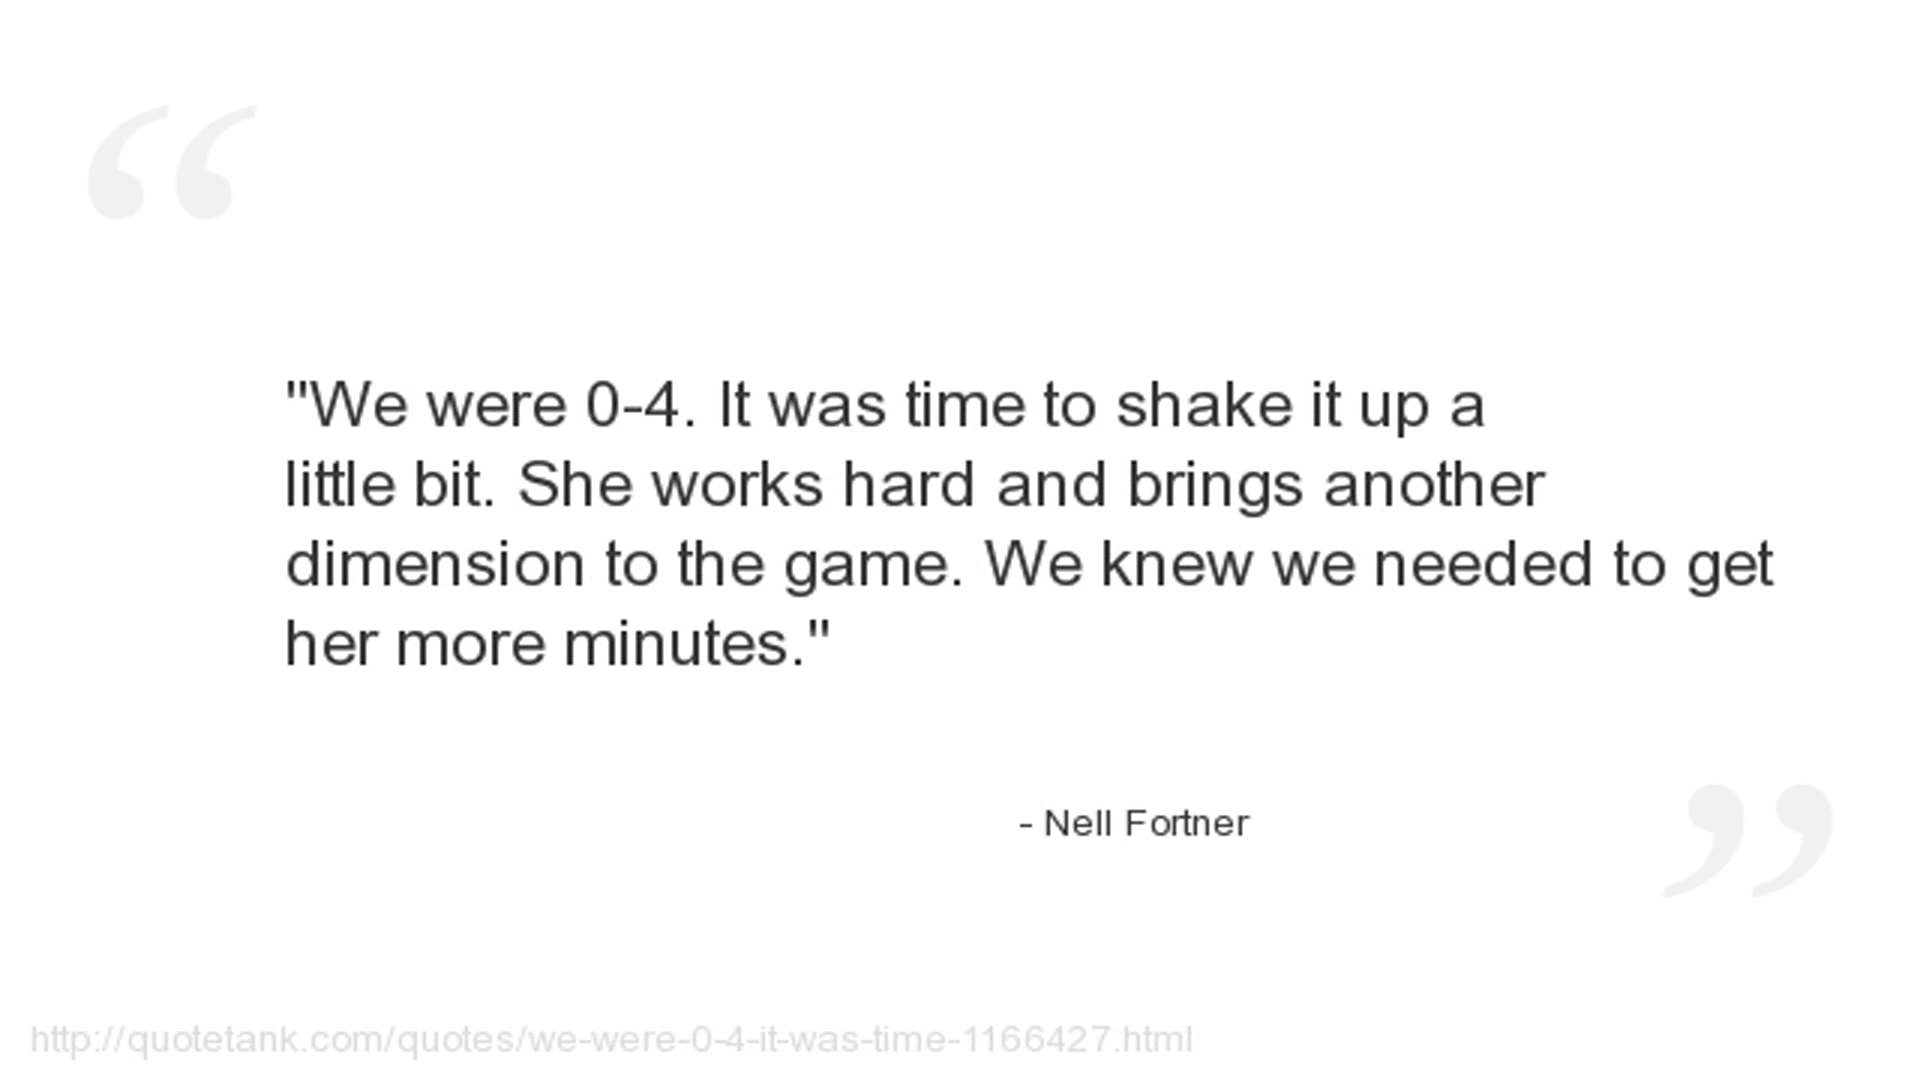 "We were 0-4. It was time to shake it up a
little bit. She works hard and brings another
dimension to the game. We knew we needed to get
her more minutes."
- Nell Fortner
http://quotetank.com/quotes/we-were-0-4-it-was-time-1166427.html